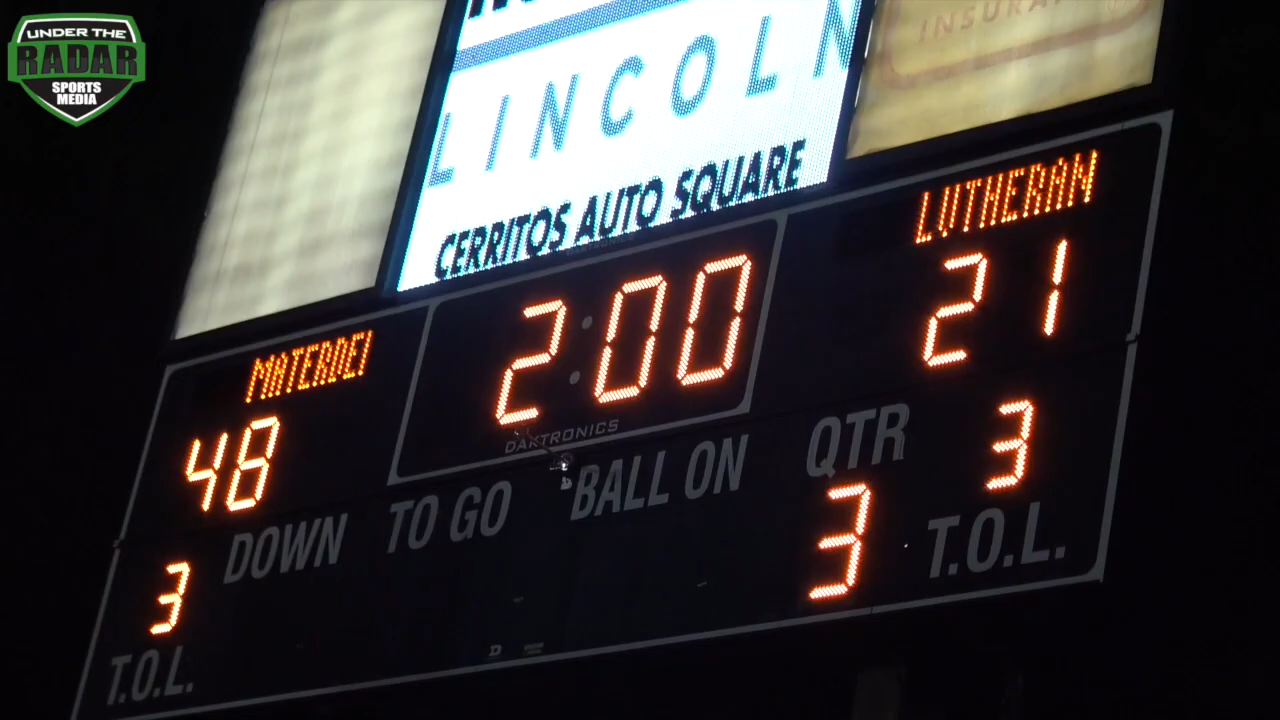 UNDER THE
RADAR
SPORTS
MEDIA
LINCOLN
CERRITOS AUTO SQUARE
INSURA
MATERDEI
48
2:00
DAKTRONICS
LUTHERAN
21
DOWN
TO GO
BALL ON
QTR
3
3
T.O.L.
3
T.O.L.